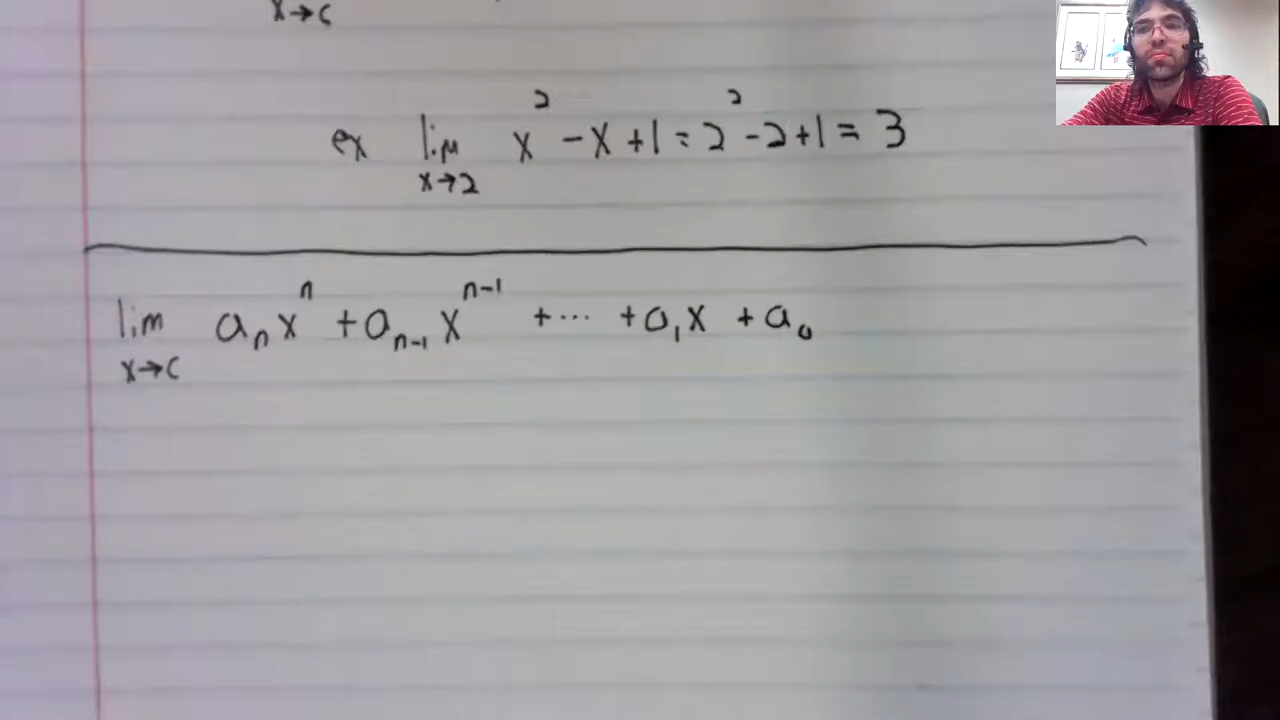 x→c
ex lim x² - x + 1 = 2² - 2 + 1 = 3
x→2
lim aₙxⁿ + aₙ₋₁xⁿ⁻¹ + ··· + a₁x + a₀
x→c